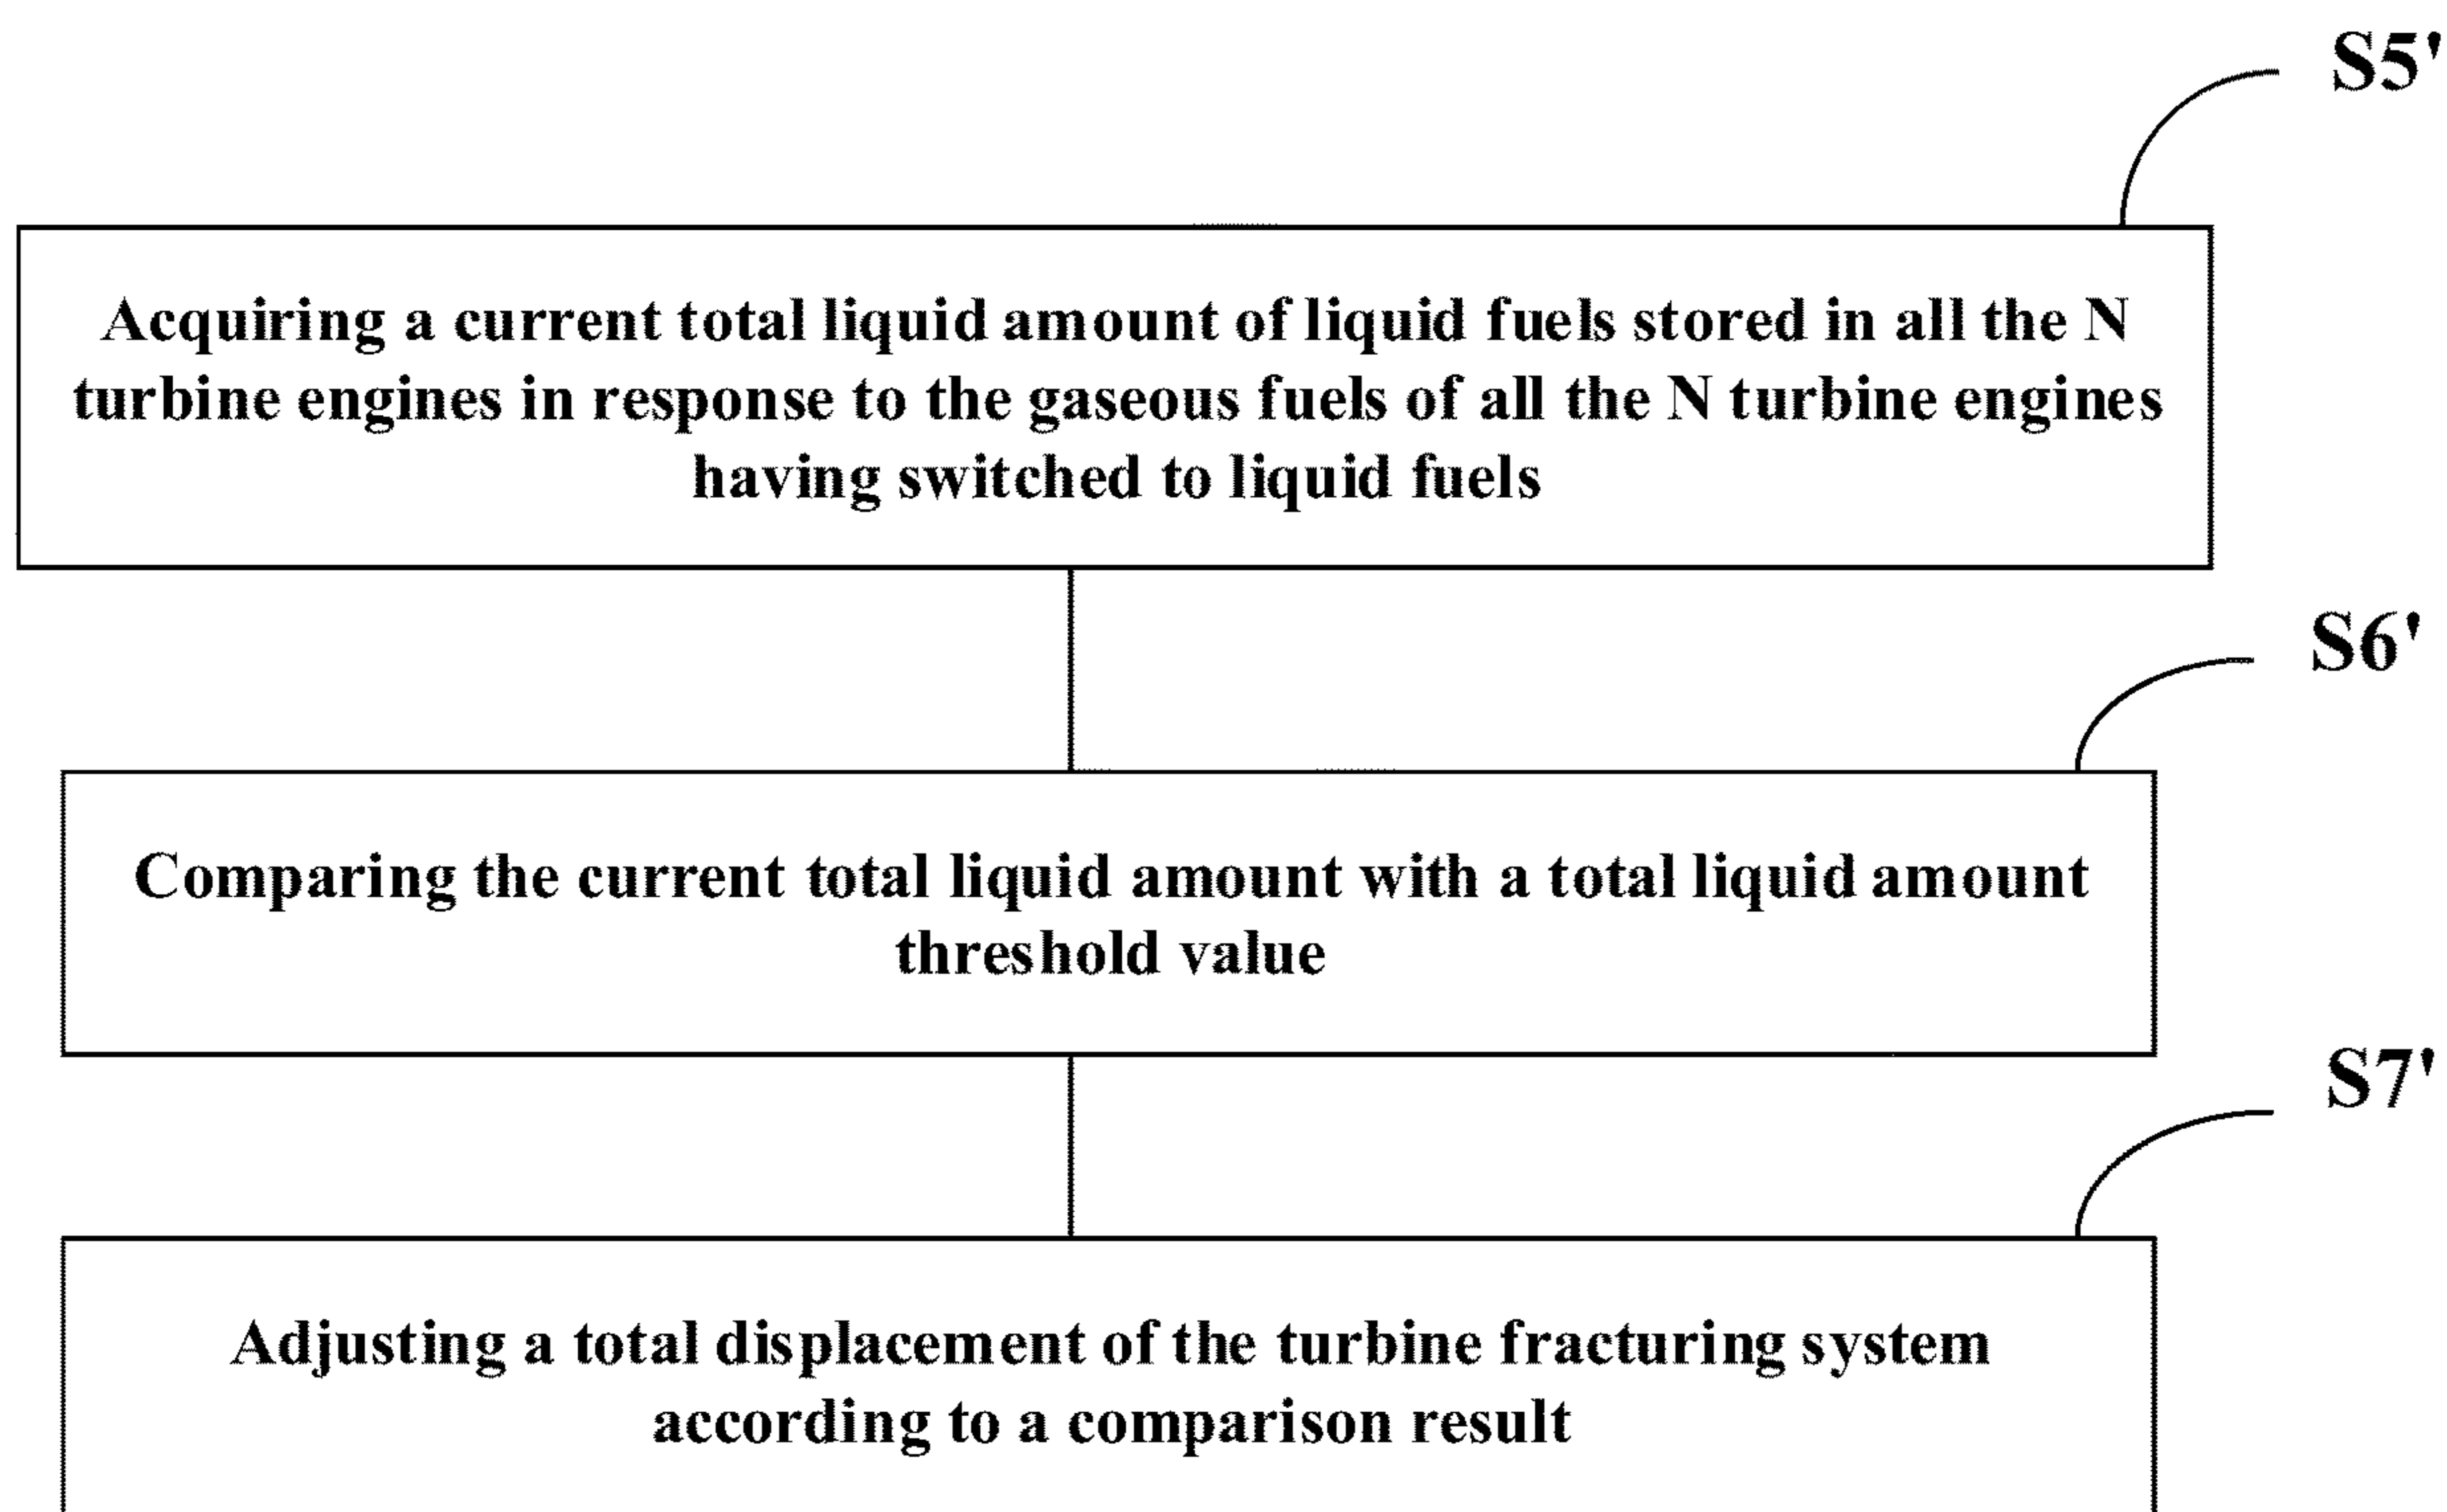 S5'
Acquiring a current total liquid amount of liquid fuels stored in all the N
turbine engines in response to the gaseous fuels of all the N turbine engines
having switched to liquid fuels
S6'
Comparing the current total liquid amount with a total liquid amount
threshold value
S7'
Adjusting a total displacement of the turbine fracturing system
according to a comparison result